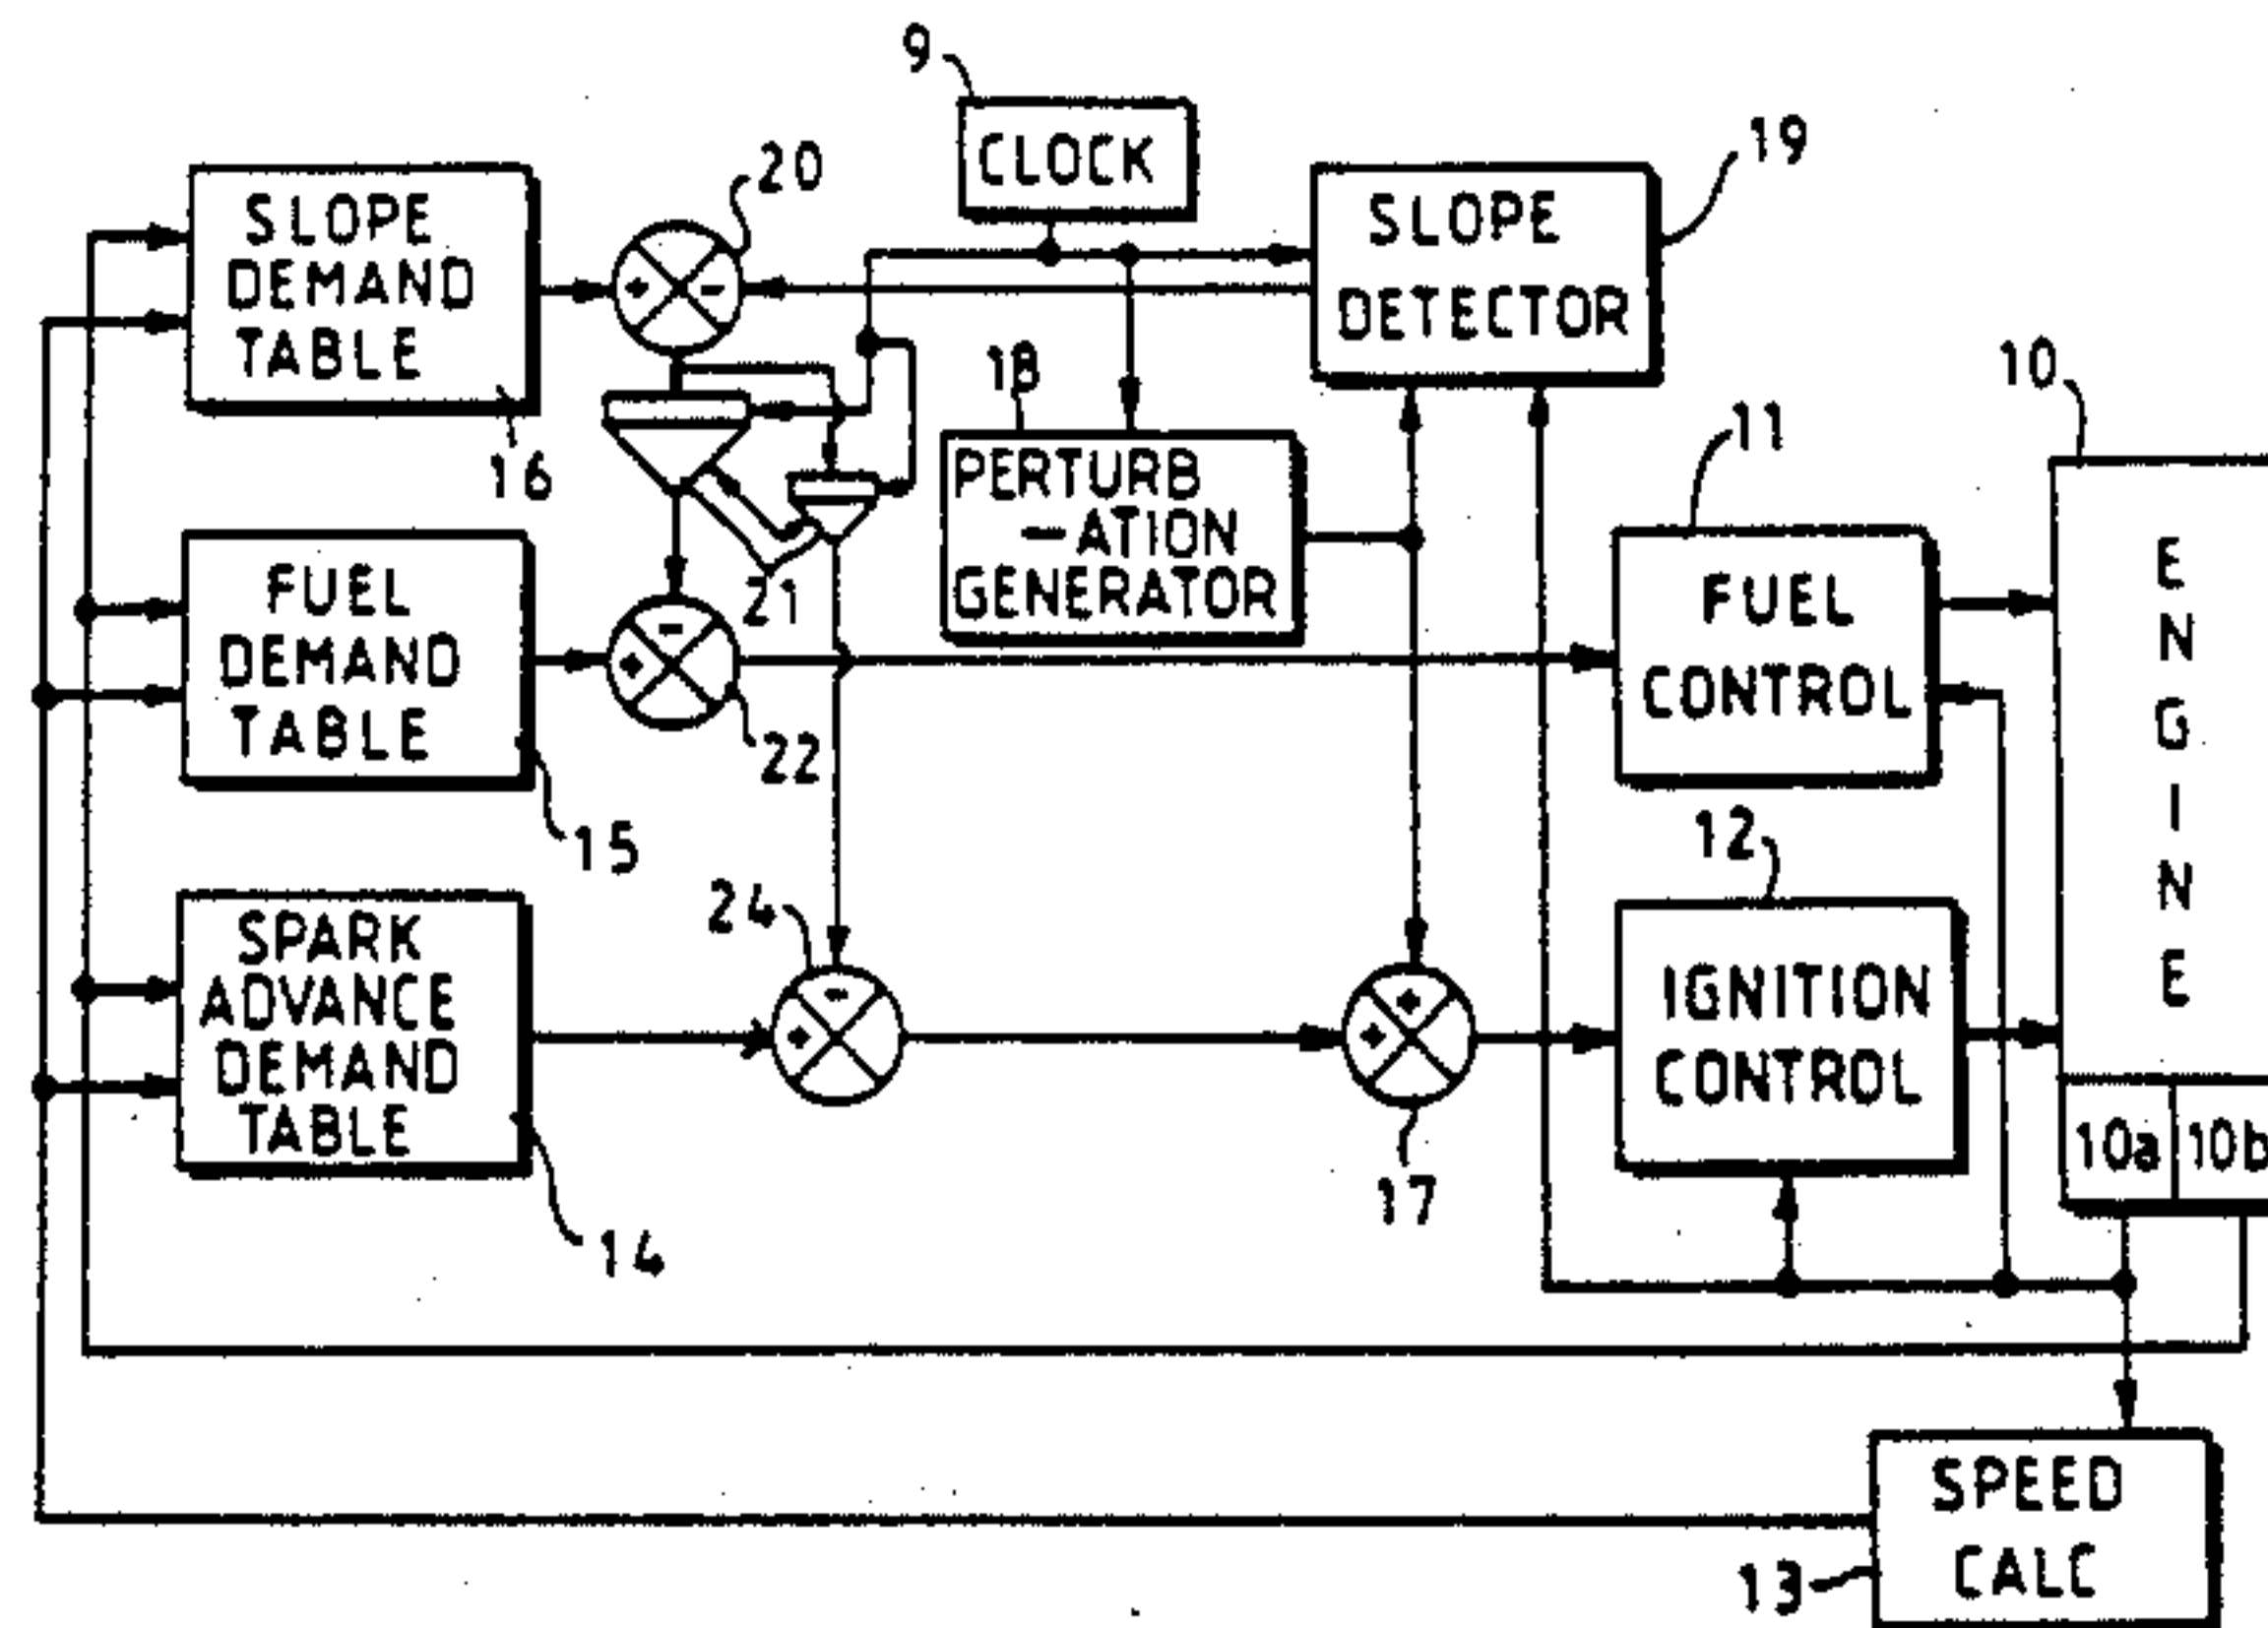 9
CLOCK
19
20
SLOPE
DEMAND
TABLE
+
-
SLOPE
DETECTOR
18
10
16
11
PERTURB
-ATION
GENERATOR
21
FUEL
DEMAND
TABLE
-
+
22
FUEL
CONTROL
ENGINE
15
12
24
SPARK
ADVANCE
DEMAND
TABLE
-
+
+
+
IGNITION
CONTROL
10a
10b
17
14
SPEED
CALC
13